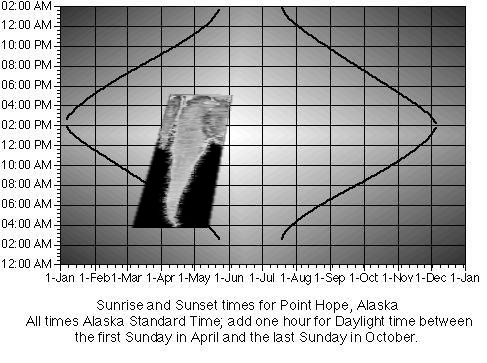 02:00 AM
12:00 AM
10:00 PM
08:00 PM
06:00 PM
04:00 PM
02:00 PM
12:00 PM
10:00 AM
08:00 AM
06:00 AM
04:00 AM
02:00 AM
12:00 AM
1-Jan 1-Feb 1-Mar 1-Apr 1-May 1-Jun 1-Jul 1-Aug 1-Sep 1-Oct 1-Nov 1-Dec 1-Jan
Sunrise and Sunset times for Point Hope, Alaska
All times Alaska Standard Time; add one hour for Daylight time between
the first Sunday in April and the last Sunday in October.